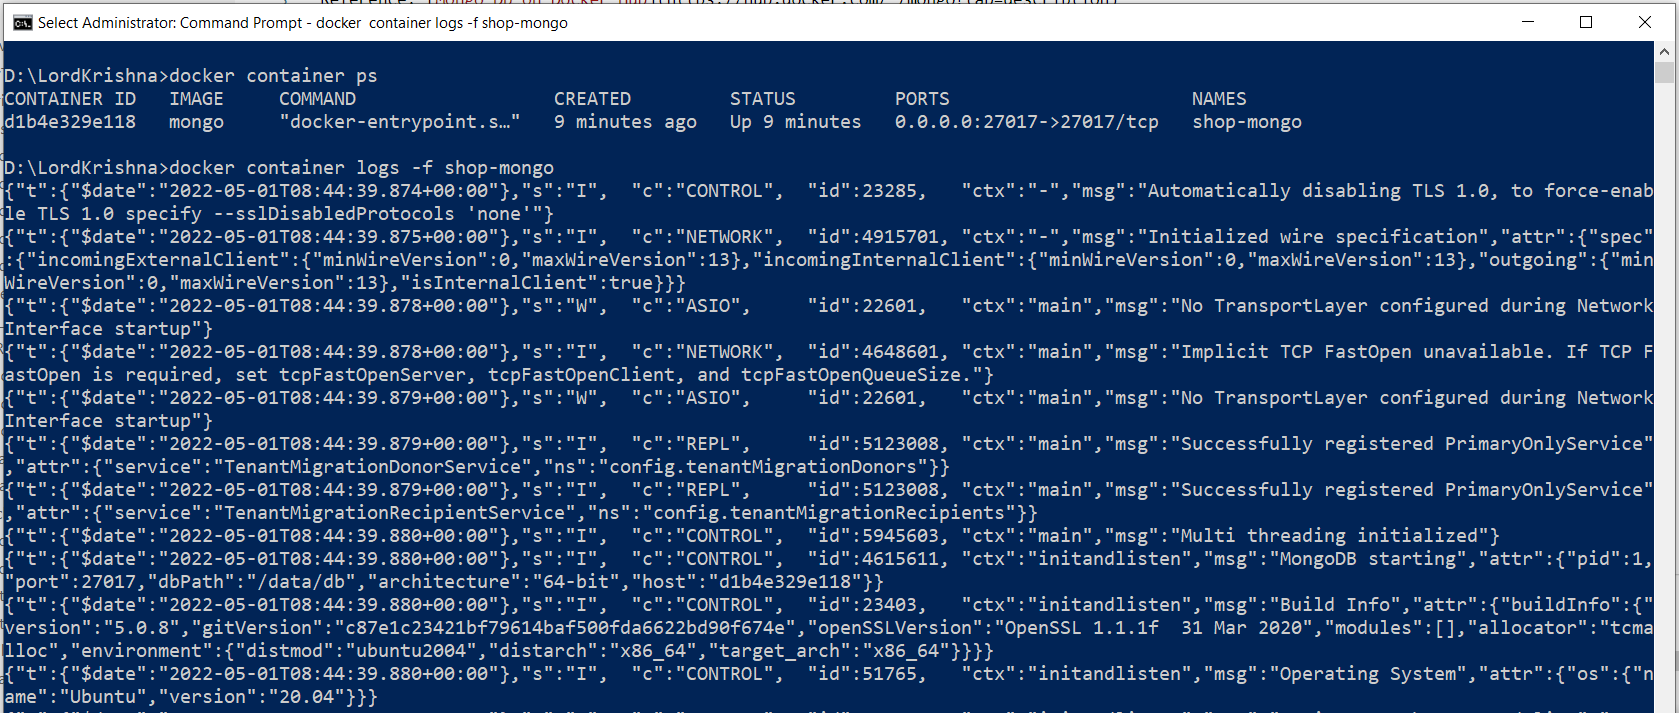 Select Administrator: Command Prompt - docker  container logs -f shop-mongo
D:\LordKrishna>docker container ps
CONTAINER ID   IMAGE     COMMAND                  CREATED         STATUS         PORTS                      NAMES
d1b4e329e118   mongo     "docker-entrypoint.s…"   9 minutes ago   Up 9 minutes   0.0.0.0:27017->27017/tcp   shop-mongo
D:\LordKrishna>docker container logs -f shop-mongo
{"t":{"$date":"2022-05-01T08:44:39.874+00:00"},"s":"I",  "c":"CONTROL",  "id":23285,   "ctx":"-","msg":"Automatically disabling TLS 1.0, to force-enab
le TLS 1.0 specify --sslDisabledProtocols 'none'"}
{"t":{"$date":"2022-05-01T08:44:39.875+00:00"},"s":"I",  "c":"NETWORK",  "id":4915701, "ctx":"-","msg":"Initialized wire specification","attr":{"spec"
:{"incomingExternalClient":{"minWireVersion":0,"maxWireVersion":13},"incomingInternalClient":{"minWireVersion":0,"maxWireVersion":13},"outgoing":{"min
WireVersion":0,"maxWireVersion":13},"isInternalClient":true}}}
{"t":{"$date":"2022-05-01T08:44:39.878+00:00"},"s":"W",  "c":"ASIO",     "id":22601,   "ctx":"main","msg":"No TransportLayer configured during Network
Interface startup"}
{"t":{"$date":"2022-05-01T08:44:39.878+00:00"},"s":"I",  "c":"NETWORK",  "id":4648601, "ctx":"main","msg":"Implicit TCP FastOpen unavailable. If TCP F
astOpen is required, set tcpFastOpenServer, tcpFastOpenClient, and tcpFastOpenQueueSize."}
{"t":{"$date":"2022-05-01T08:44:39.879+00:00"},"s":"W",  "c":"ASIO",     "id":22601,   "ctx":"main","msg":"No TransportLayer configured during Network
Interface startup"}
{"t":{"$date":"2022-05-01T08:44:39.879+00:00"},"s":"I",  "c":"REPL",     "id":5123008, "ctx":"main","msg":"Successfully registered PrimaryOnlyService"
,"attr":{"service":"TenantMigrationDonorService","ns":"config.tenantMigrationDonors"}}
{"t":{"$date":"2022-05-01T08:44:39.879+00:00"},"s":"I",  "c":"REPL",     "id":5123008, "ctx":"main","msg":"Successfully registered PrimaryOnlyService"
,"attr":{"service":"TenantMigrationRecipientService","ns":"config.tenantMigrationRecipients"}}
{"t":{"$date":"2022-05-01T08:44:39.880+00:00"},"s":"I",  "c":"CONTROL",  "id":5945603, "ctx":"main","msg":"Multi threading initialized"}
{"t":{"$date":"2022-05-01T08:44:39.880+00:00"},"s":"I",  "c":"CONTROL",  "id":4615611, "ctx":"initandlisten","msg":"MongoDB starting","attr":{"pid":1,
"port":27017,"dbPath":"/data/db","architecture":"64-bit","host":"d1b4e329e118"}}
{"t":{"$date":"2022-05-01T08:44:39.880+00:00"},"s":"I",  "c":"CONTROL",  "id":23403,   "ctx":"initandlisten","msg":"Build Info","attr":{"buildInfo":{"
version":"5.0.8","gitVersion":"c87e1c23421bf79614baf500fda6622bd90f674e","openSSLVersion":"OpenSSL 1.1.1f  31 Mar 2020","modules":[],"allocator":"tcma
lloc","environment":{"distmod":"ubuntu2004","distarch":"x86_64","target_arch":"x86_64"}}}}
{"t":{"$date":"2022-05-01T08:44:39.880+00:00"},"s":"I",  "c":"CONTROL",  "id":51765,   "ctx":"initandlisten","msg":"Operating System","attr":{"os":{"n
ame":"Ubuntu","version":"20.04"}}}